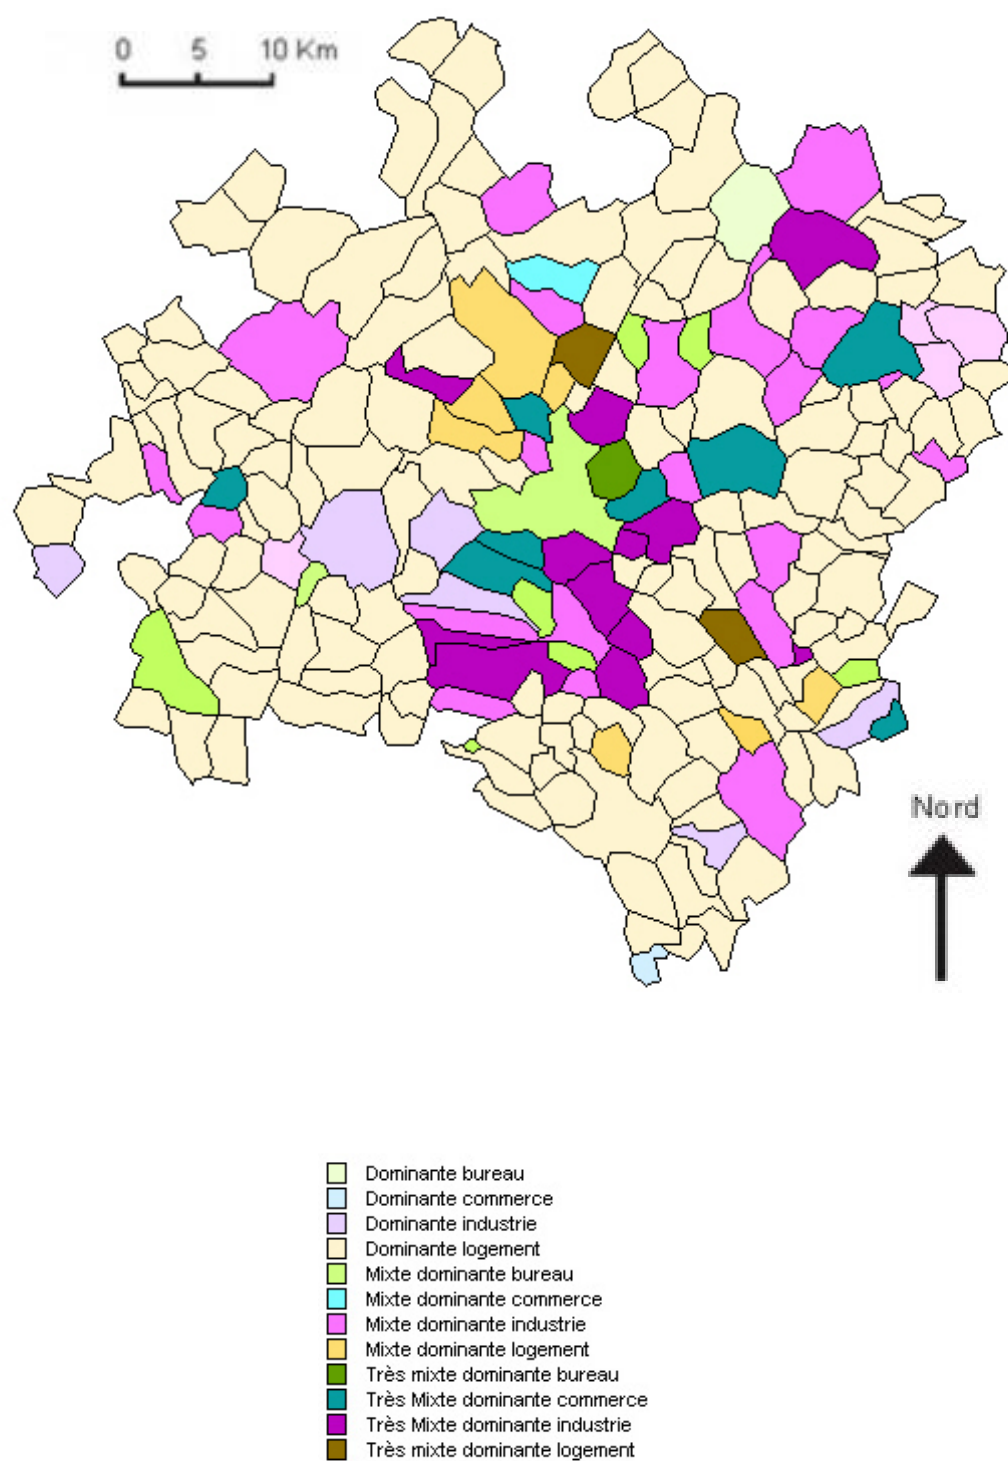 0 5 10 Km
Nord
Dominante bureau
Dominante commerce
Dominante industrie
Dominante logement
Mixte dominante bureau
Mixte dominante commerce
Mixte dominante industrie
Mixte dominante logement
Très mixte dominante bureau
Très Mixte dominante commerce
Très Mixte dominante industrie
Très mixte dominante logement